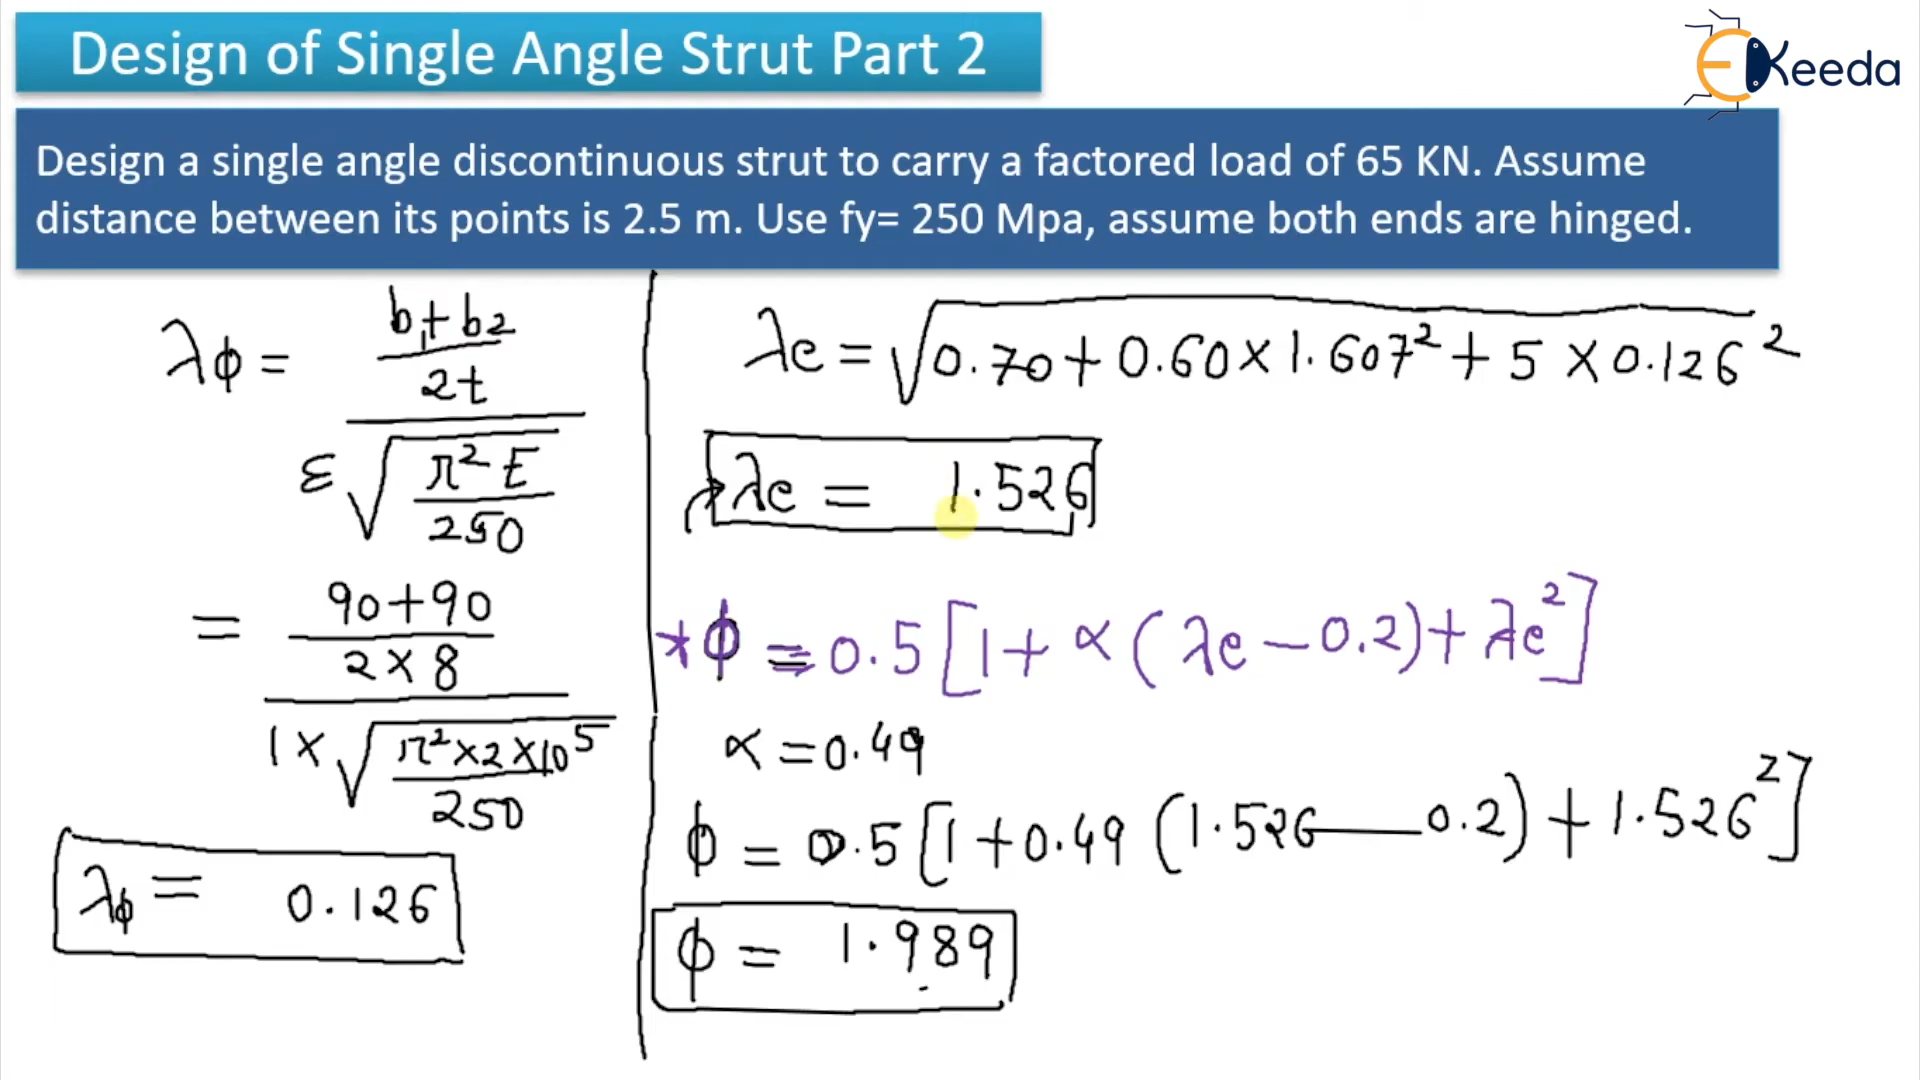 Design of Single Angle Strut Part 2
EKeeda
Design a single angle discontinuous strut to carry a factored load of 65 KN. Assume
distance between its points is 2.5 m. Use fy= 250 Mpa, assume both ends are hinged.
λϕ = 
b1+b2
2t
ε√
π² E
250
=
90+90
2 × 8
1 × √
π² × 2 × 10⁵
250
λϕ = 0.126
λe = √0.70 + 0.60 × 1.607² + 5 × 0.126²
→ λe = 1.526
*ϕ = 0.5 [1 + α ( λe – 0.2) + λe²]
α = 0.49
ϕ = 0.5 [1 + 0.49 (1.526 — 0.2) + 1.526²]
ϕ = 1.989